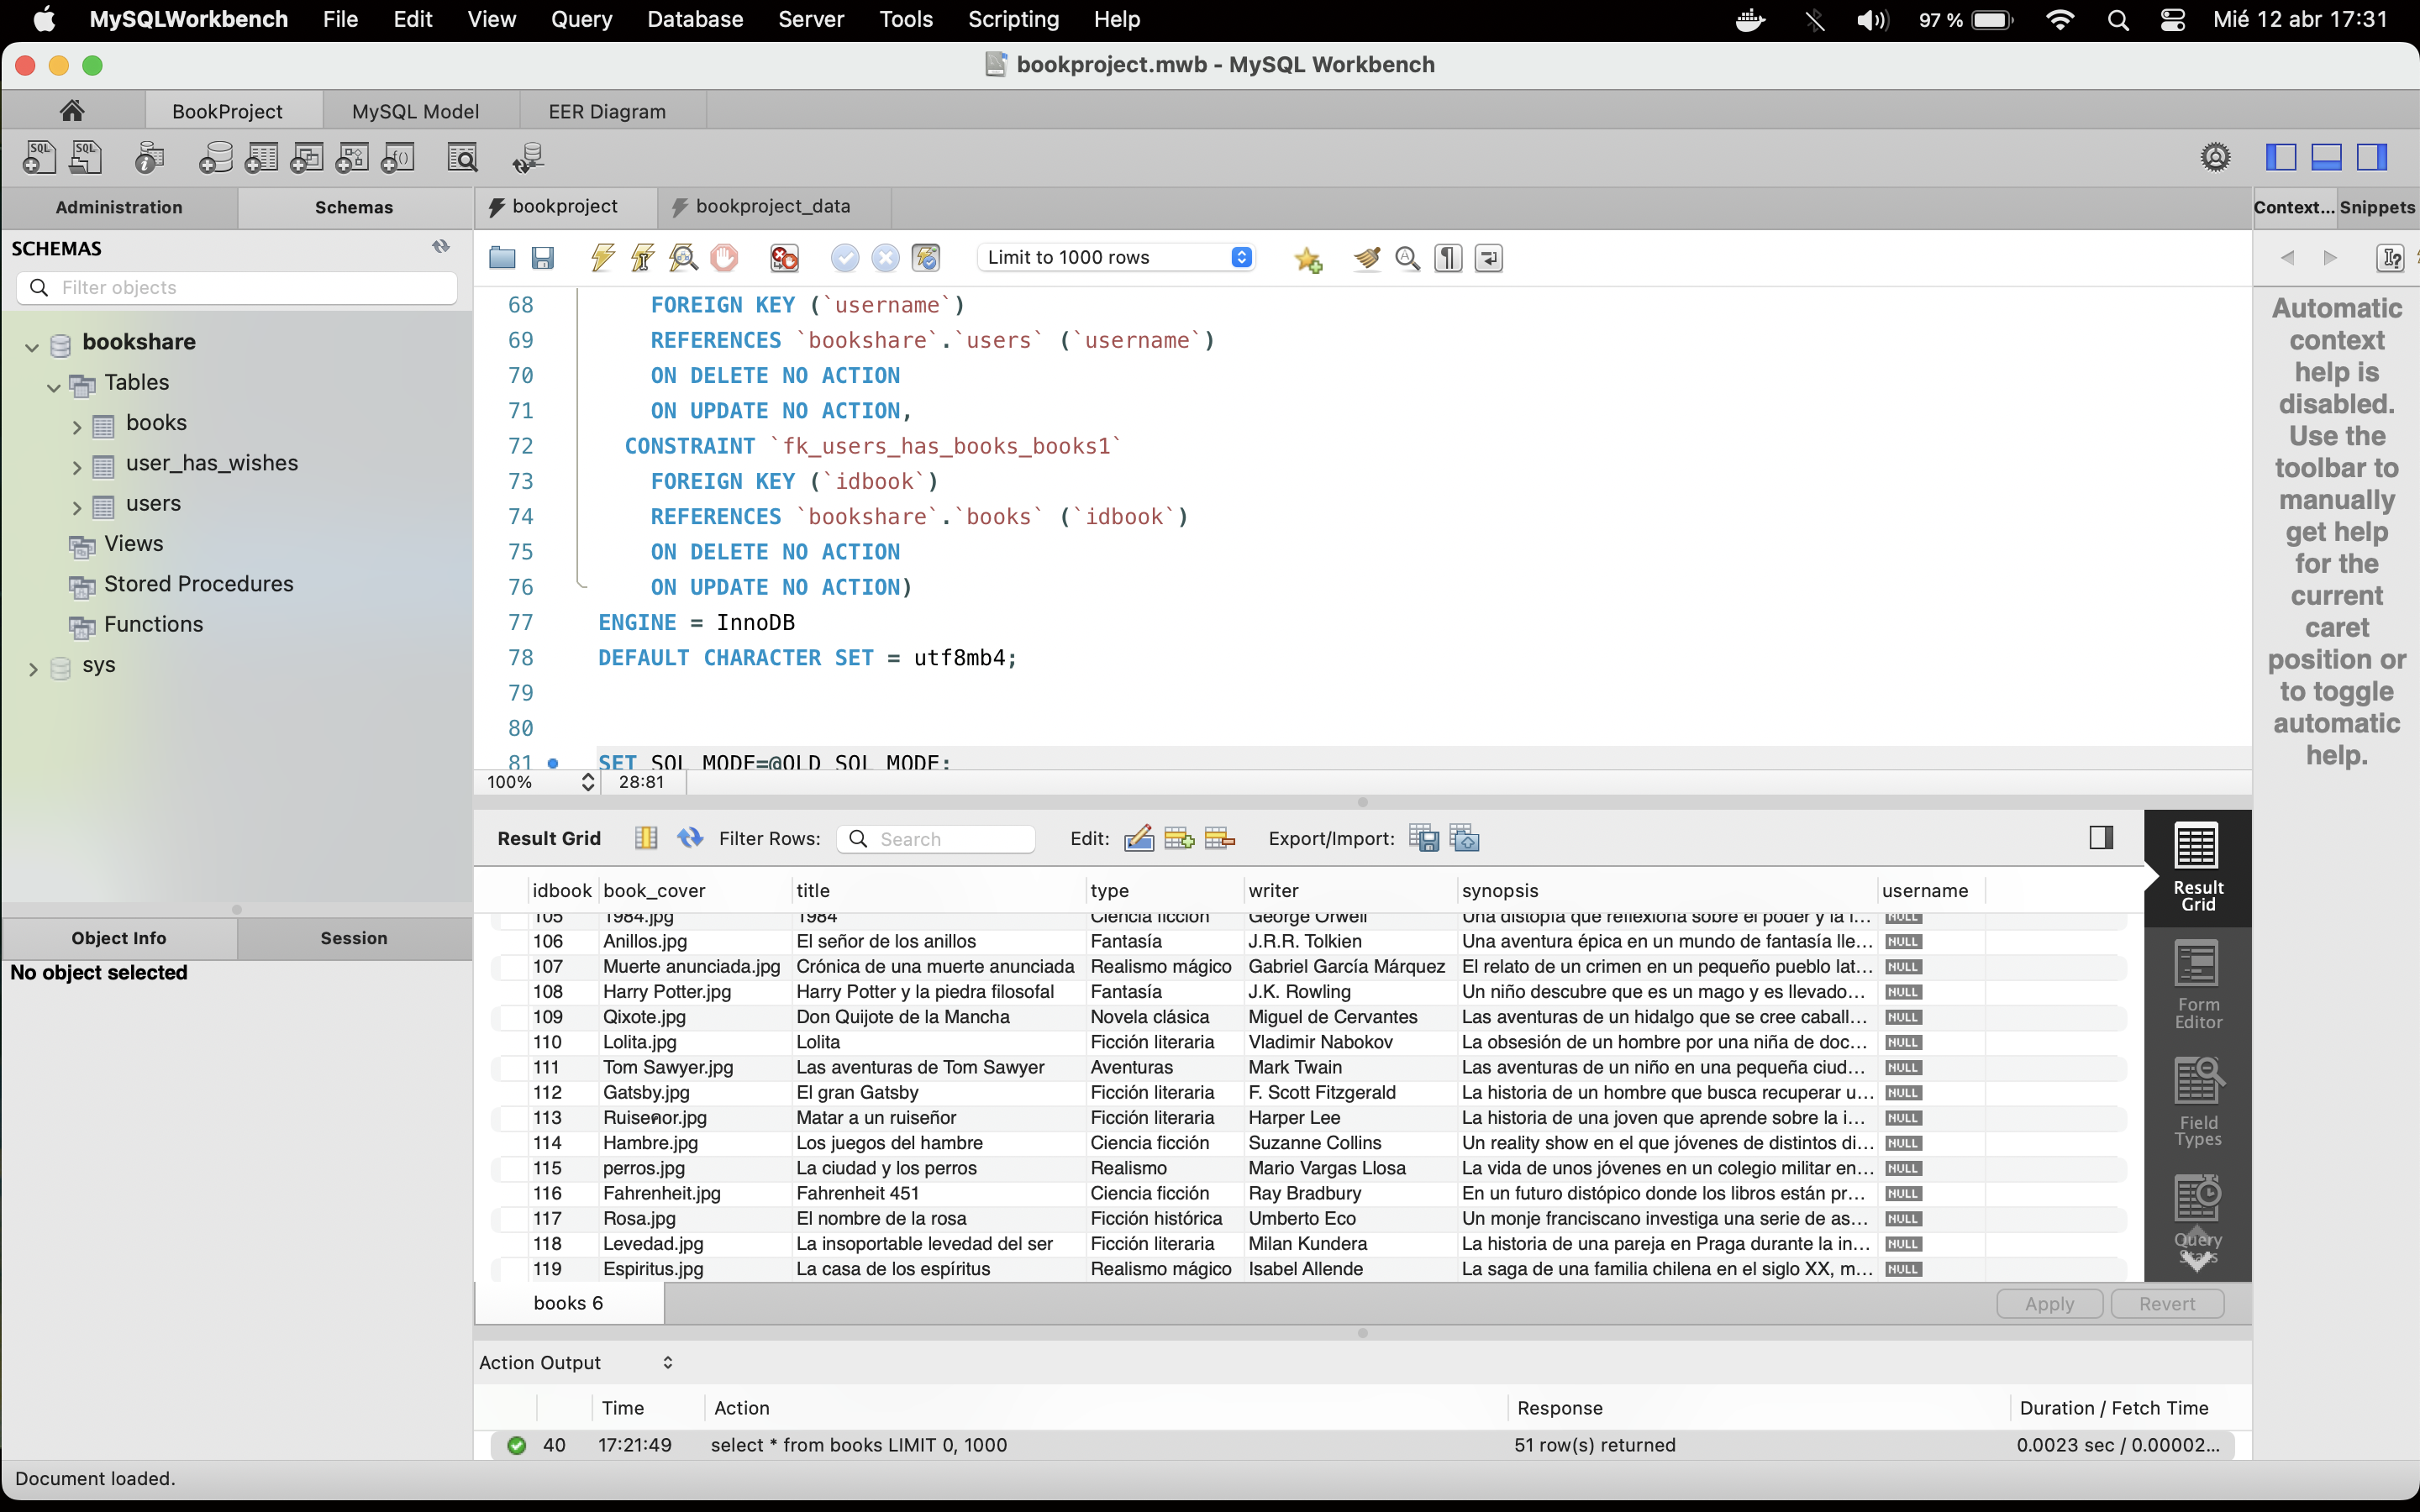 MySQLWorkbench File Edit View Query Database Server Tools Scripting Help 97 % Mié 12 abr 17:31
bookproject.mwb - MySQL Workbench
BookProject MySQL Model EER Diagram
Administration Schemas bookproject bookproject_data Context... Snippets
SCHEMAS
Filter objects
Limit to 1000 rows
bookshare
Tables
books
user_has_wishes
users
Views
Stored Procedures
Functions
sys
68 FOREIGN KEY (`username`)
69 REFERENCES `bookshare`.`users` (`username`)
70 ON DELETE NO ACTION
71 ON UPDATE NO ACTION,
72 CONSTRAINT `fk_users_has_books_books1`
73 FOREIGN KEY (`idbook`)
74 REFERENCES `bookshare`.`books` (`idbook`)
75 ON DELETE NO ACTION
76 ON UPDATE NO ACTION)
77 ENGINE = InnoDB
78 DEFAULT CHARACTER SET = utf8mb4;
79
80
81 SET SQL_MODE=@OLD_SQL_MODE;
100% 28:81
Automatic
context
help is
disabled.
Use the
toolbar to
manually
get help
for the
current
caret
position or
to toggle
automatic
help.
Object Info Session
No object selected
Result Grid Filter Rows: Search Edit: Export/Import:
idbook book_cover title type writer synopsis username
105 1984.jpg 1984 Ciencia ficción George Orwell Una distopía que reflexiona sobre el poder y la l... NULL
106 Anillos.jpg El señor de los anillos Fantasía J.R.R. Tolkien Una aventura épica en un mundo de fantasía lle... NULL
107 Muerte anunciada.jpg Crónica de una muerte anunciada Realismo mágico Gabriel García Márquez El relato de un crimen en un pequeño pueblo lat... NULL
108 Harry Potter.jpg Harry Potter y la piedra filosofal Fantasía J.K. Rowling Un niño descubre que es un mago y es llevado... NULL
109 Qixote.jpg Don Quijote de la Mancha Novela clásica Miguel de Cervantes Las aventuras de un hidalgo que se cree caball... NULL
110 Lolita.jpg Lolita Ficción literaria Vladimir Nabokov La obsesión de un hombre por una niña de doc... NULL
111 Tom Sawyer.jpg Las aventuras de Tom Sawyer Aventuras Mark Twain Las aventuras de un niño en una pequeña ciud... NULL
112 Gatsby.jpg El gran Gatsby Ficción literaria F. Scott Fitzgerald La historia de un hombre que busca recuperar u... NULL
113 Ruisenor.jpg Matar a un ruiseñor Ficción literaria Harper Lee La historia de una joven que aprende sobre la i... NULL
114 Hambre.jpg Los juegos del hambre Ciencia ficción Suzanne Collins Un reality show en el que jóvenes de distintos di... NULL
115 perros.jpg La ciudad y los perros Realismo Mario Vargas Llosa La vida de unos jóvenes en un colegio militar en... NULL
116 Fahrenheit.jpg Fahrenheit 451 Ciencia ficción Ray Bradbury En un futuro distópico donde los libros están pr... NULL
117 Rosa.jpg El nombre de la rosa Ficción histórica Umberto Eco Un monje franciscano investiga una serie de as... NULL
118 Levedad.jpg La insoportable levedad del ser Ficción literaria Milan Kundera La historia de una pareja en Praga durante la in... NULL
119 Espiritus.jpg La casa de los espíritus Realismo mágico Isabel Allende La saga de una familia chilena en el siglo XX, m... NULL
Result
Grid
Form
Editor
Field
Types
Query
Stats
books 6 Apply Revert
Action Output
Time Action Response Duration / Fetch Time
40 17:21:49 select * from books LIMIT 0, 1000 51 row(s) returned 0.0023 sec / 0.00002...
Document loaded.